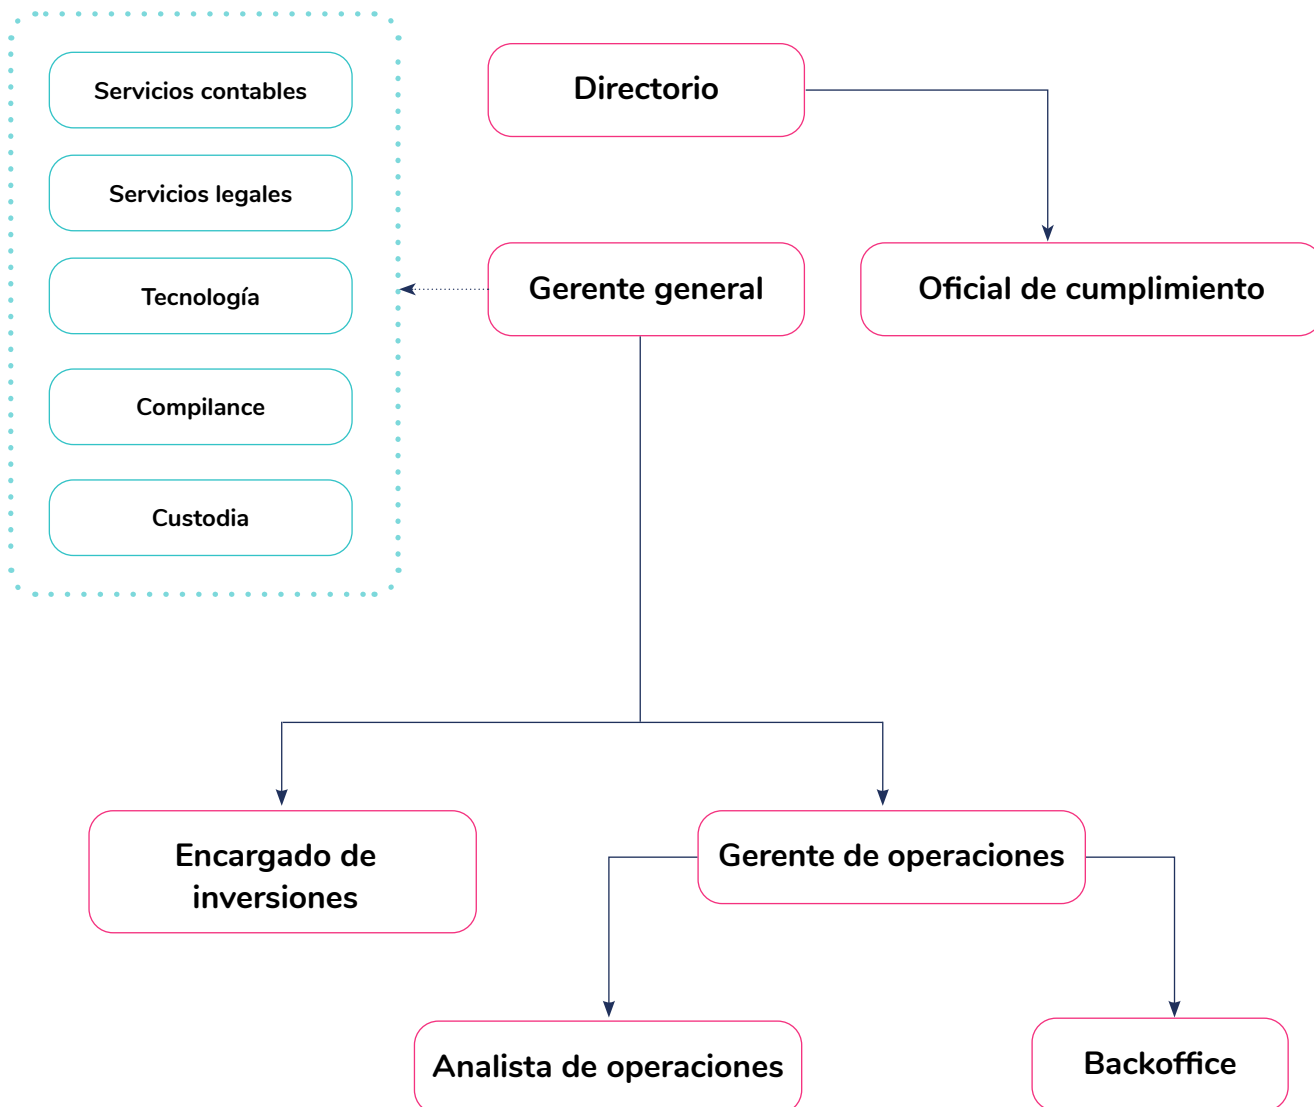 Servicios contables
Servicios legales
Tecnología
Compilance
Custodia
Directorio
Gerente general
Oficial de cumplimiento
Encargado de
inversiones
Gerente de operaciones
Analista de operaciones
Backoffice